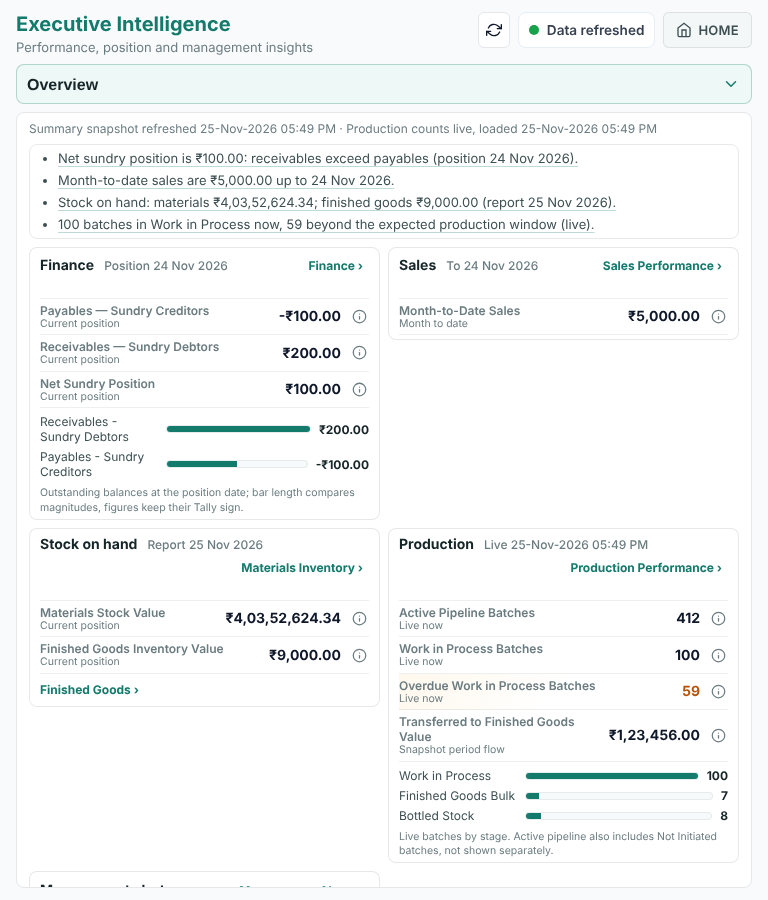 Executive Intelligence
Performance, position and management insights
Data refreshed
HOME
Overview
Summary snapshot refreshed 25-Nov-2026 05:49 PM · Production counts live, loaded 25-Nov-2026 05:49 PM
• Net sundry position is ₹100.00: receivables exceed payables (position 24 Nov 2026).
• Month-to-date sales are ₹5,000.00 up to 24 Nov 2026.
• Stock on hand: materials ₹4,03,52,624.34; finished goods ₹9,000.00 (report 25 Nov 2026).
• 100 batches in Work in Process now, 59 beyond the expected production window (live).
Finance Position 24 Nov 2026 Finance ›
Payables — Sundry Creditors
Current position
-₹100.00
Receivables — Sundry Debtors
Current position
₹200.00
Net Sundry Position
Current position
₹100.00
Receivables -
Sundry Debtors
₹200.00
Payables - Sundry
Creditors
-₹100.00
Outstanding balances at the position date; bar length compares
magnitudes, figures keep their Tally sign.
Sales To 24 Nov 2026 Sales Performance ›
Month-to-Date Sales
Month to date
₹5,000.00
Stock on hand Report 25 Nov 2026
Materials Inventory ›
Materials Stock Value
Current position
₹4,03,52,624.34
Finished Goods Inventory Value
Current position
₹9,000.00
Finished Goods ›
Production Live 25-Nov-2026 05:49 PM
Production Performance ›
Active Pipeline Batches
Live now
412
Work in Process Batches
Live now
100
Overdue Work in Process Batches
Live now
59
Transferred to Finished Goods
Value
Snapshot period flow
₹1,23,456.00
Work in Process 100
Finished Goods Bulk 7
Bottled Stock 8
Live batches by stage. Active pipeline also includes Not Initiated
batches, not shown separately.